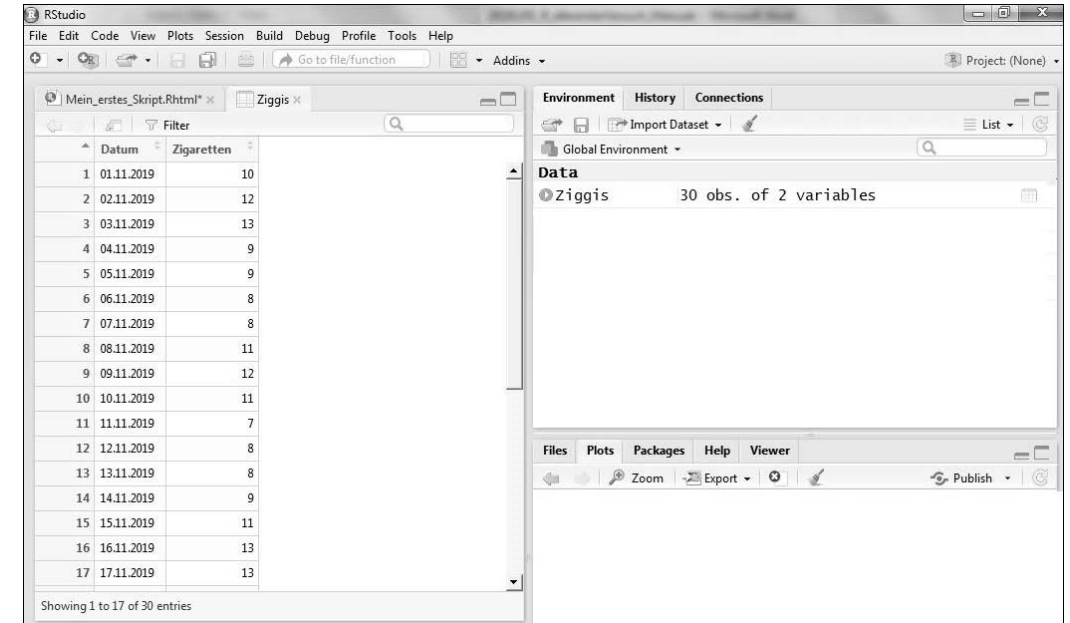 RStudio
File Edit Code View Plots Session Build Debug Profile Tools Help
Go to file/function Addins Project: (None)
Mein_erstes_Skript.Rhtml* Ziggis
Filter
Datum Zigaretten
1 01.11.2019 10
2 02.11.2019 12
3 03.11.2019 13
4 04.11.2019 9
5 05.11.2019 9
6 06.11.2019 8
7 07.11.2019 8
8 08.11.2019 11
9 09.11.2019 12
10 10.11.2019 11
11 11.11.2019 7
12 12.11.2019 8
13 13.11.2019 8
14 14.11.2019 9
15 15.11.2019 11
16 16.11.2019 13
17 17.11.2019 13
Showing 1 to 17 of 30 entries
Environment History Connections
Import Dataset List
Global Environment
Data
Ziggis 30 obs. of 2 variables
Files Plots Packages Help Viewer
Zoom Export Publish